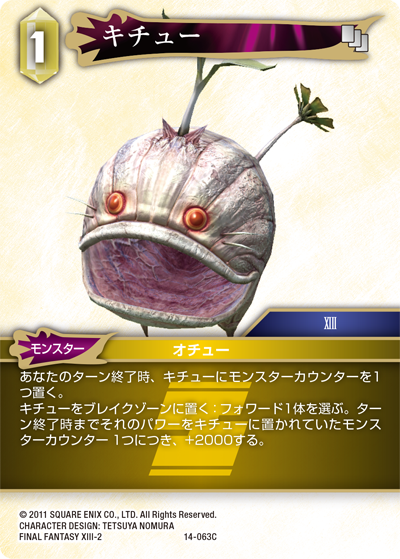 1
キチュー
XIII
モンスター
オチュー
あなたのターン終了時、キチューにモンスターカウンターを1
つ置く。
キチューをブレイクゾーンに置く：フォワード1体を選ぶ。ター
ン終了時までそれのパワーをキチューに置かれていたモンス
ターカウンター 1つにつき、+2000する。
© 2011 SQUARE ENIX CO., LTD. All Rights Reserved.
CHARACTER DESIGN: TETSUYA NOMURA
FINAL FANTASY XIII-2
14-063C